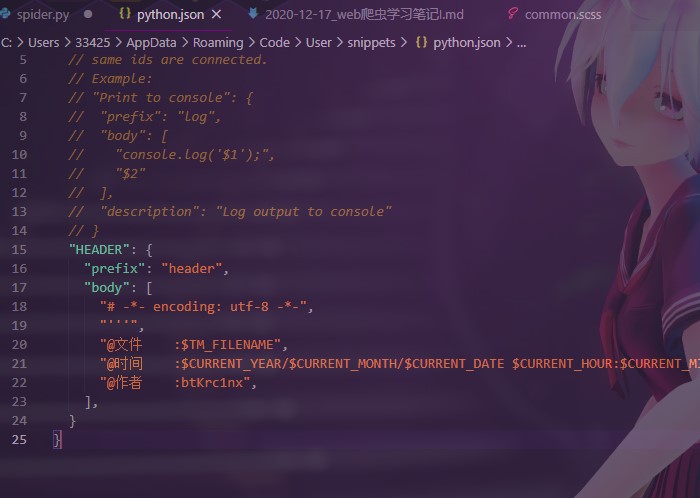 spider.py python.json 2020-12-17_web爬虫学习笔记Ⅰ.md common.scss
C: > Users > 33425 > AppData > Roaming > Code > User > snippets > {} python.json > ...
5 // same ids are connected.
6 // Example:
7 // "Print to console": {
8 // "prefix": "log",
9 // "body": [
10 // "console.log('$1');",
11 // "$2"
12 // ],
13 // "description": "Log output to console"
14 // }
15 "HEADER": {
16 "prefix": "header",
17 "body": [
18 "# -*- encoding: utf-8 -*-",
19 "'''",
20 "@文件 :$TM_FILENAME",
21 "@时间 :$CURRENT_YEAR/$CURRENT_MONTH/$CURRENT_DATE $CURRENT_HOUR:$CURRENT_MI
22 "@作者 :btKrc1nx",
23 ],
24 }
25 }